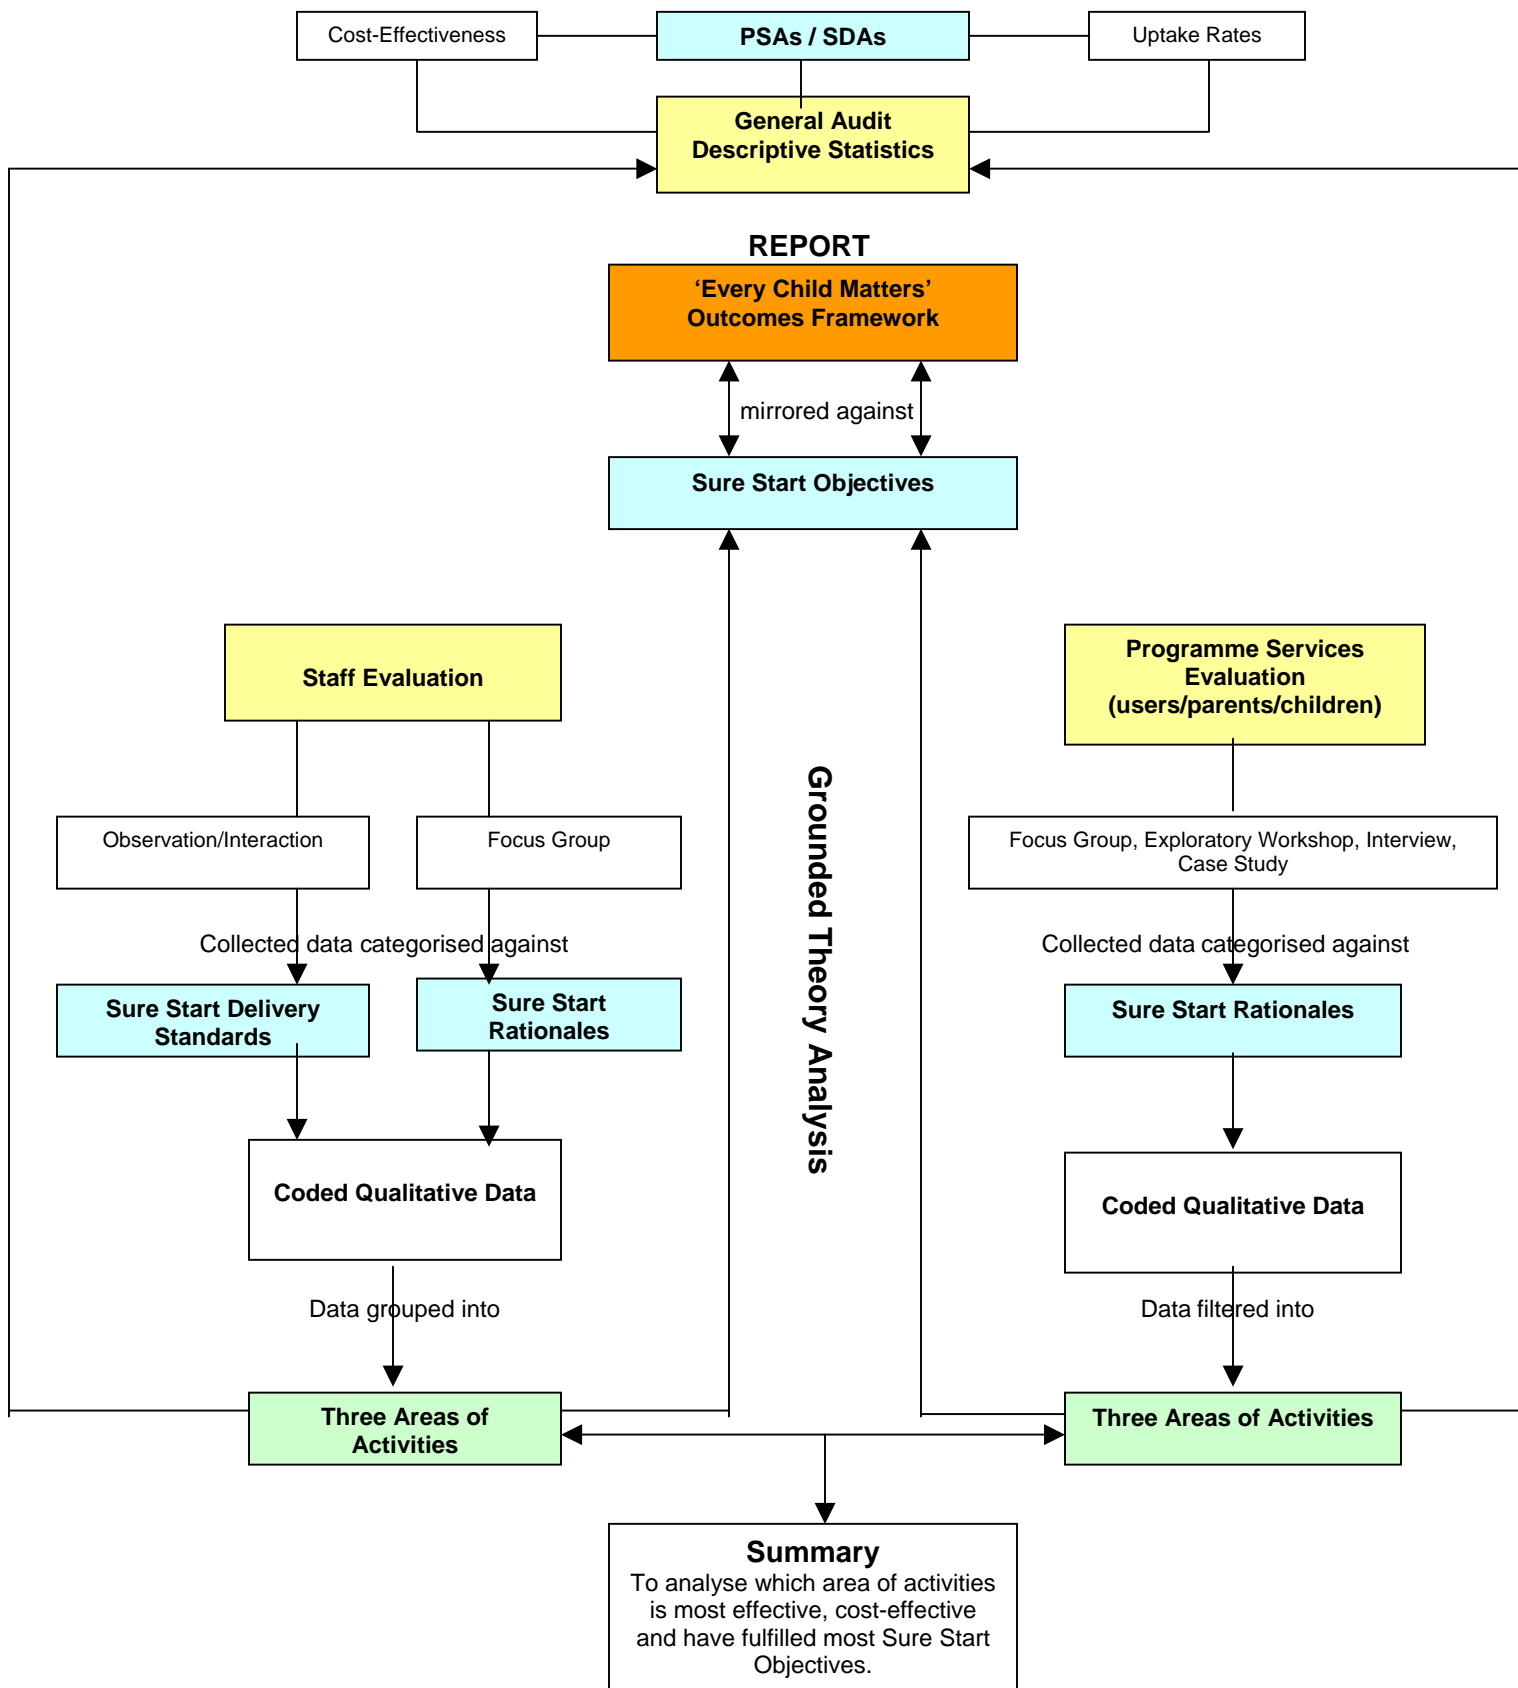 Cost-Effectiveness
PSAs / SDAs
Uptake Rates
General Audit
Descriptive Statistics
REPORT
‘Every Child Matters’
Outcomes Framework
mirrored against
Sure Start Objectives
Staff Evaluation
Programme Services
Evaluation
(users/parents/children)
Grounded Theory Analysis
Observation/Interaction
Focus Group
Focus Group, Exploratory Workshop, Interview,
Case Study
Collected data categorised against
Collected data categorised against
Sure Start Delivery
Standards
Sure Start
Rationales
Sure Start Rationales
Coded Qualitative Data
Coded Qualitative Data
Data grouped into
Data filtered into
Three Areas of
Activities
Three Areas of Activities
Summary
To analyse which area of activities
is most effective, cost-effective
and have fulfilled most Sure Start
Objectives.